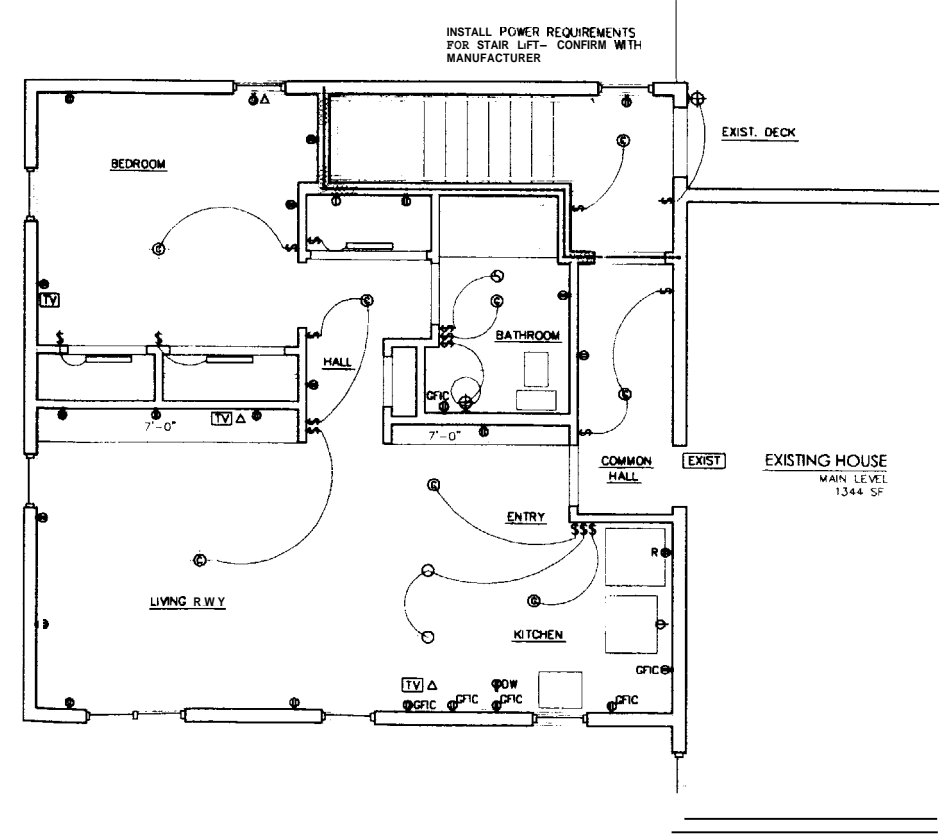 INSTALL POWER REQUIREMENTS
FOR STAIR LIFT- CONFIRM WITH
MANUFACTURER
EXIST. DECK
BEDROOM
TV
$ $
BATHROOM
HALL
GFIC
TV
7'-0"
7'-0"
COMMON
HALL
EXIST
EXISTING HOUSE
MAIN LEVEL
1344 SF
ENTRY
$$$
R
LIVING RWY
KITCHEN
GFIC
TV
DW
GFIC
GFIC
GFIC
GFIC